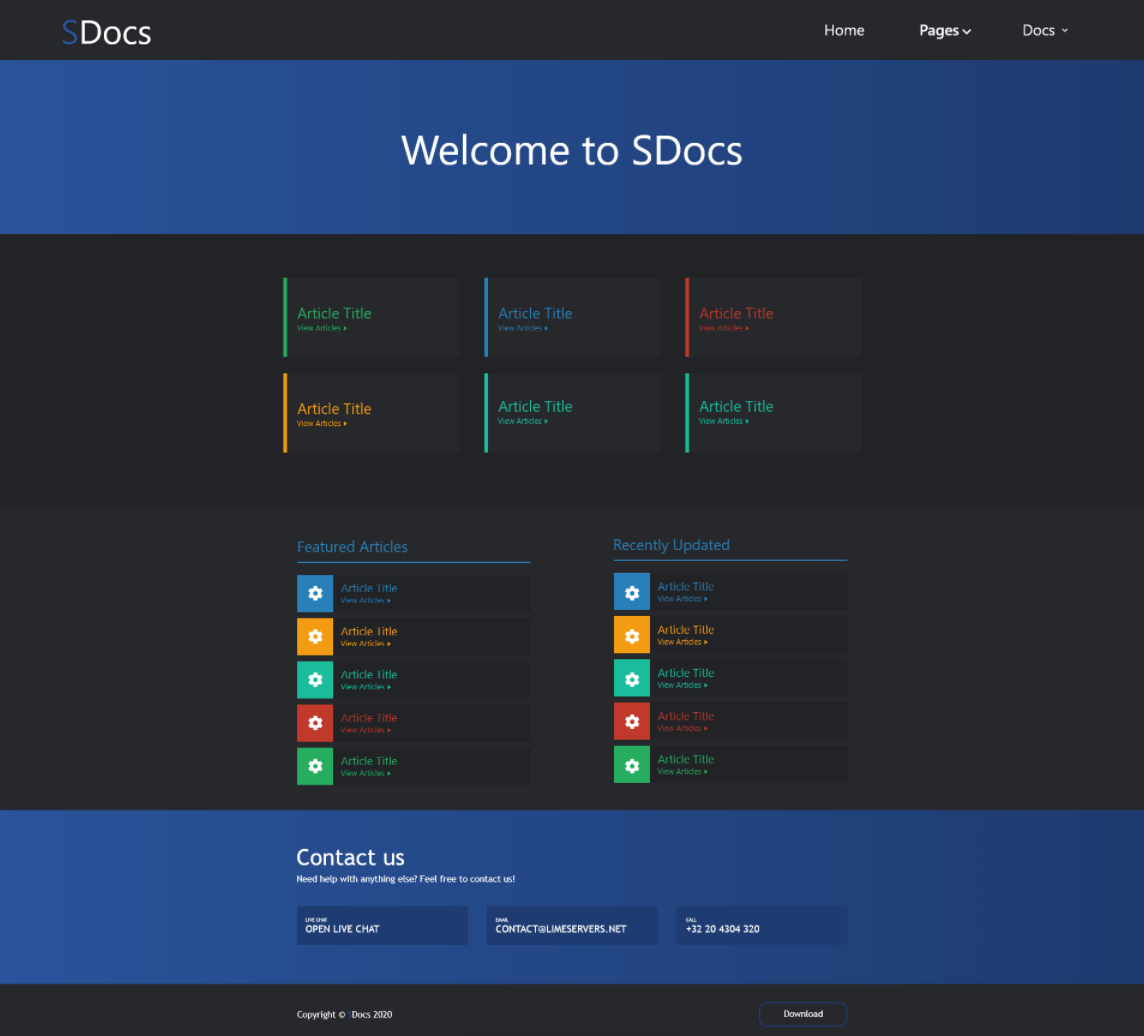 SDocs
Home
Pages
Docs
Welcome to SDocs
Article Title
View Articles
Article Title
View Articles
Article Title
View Articles
Article Title
View Articles
Article Title
View Articles
Article Title
View Articles
Featured Articles
Article Title
View Articles
Article Title
View Articles
Article Title
View Articles
Article Title
View Articles
Article Title
View Articles
Recently Updated
Article Title
View Articles
Article Title
View Articles
Article Title
View Articles
Article Title
View Articles
Article Title
View Articles
Contact us
Need help with anything else? Feel free to contact us!
LIVE CHAT
OPEN LIVE CHAT
EMAIL
CONTACT@LIMESERVERS.NET
CALL
+32 20 4304 320
Copyright © SDocs 2020
Download